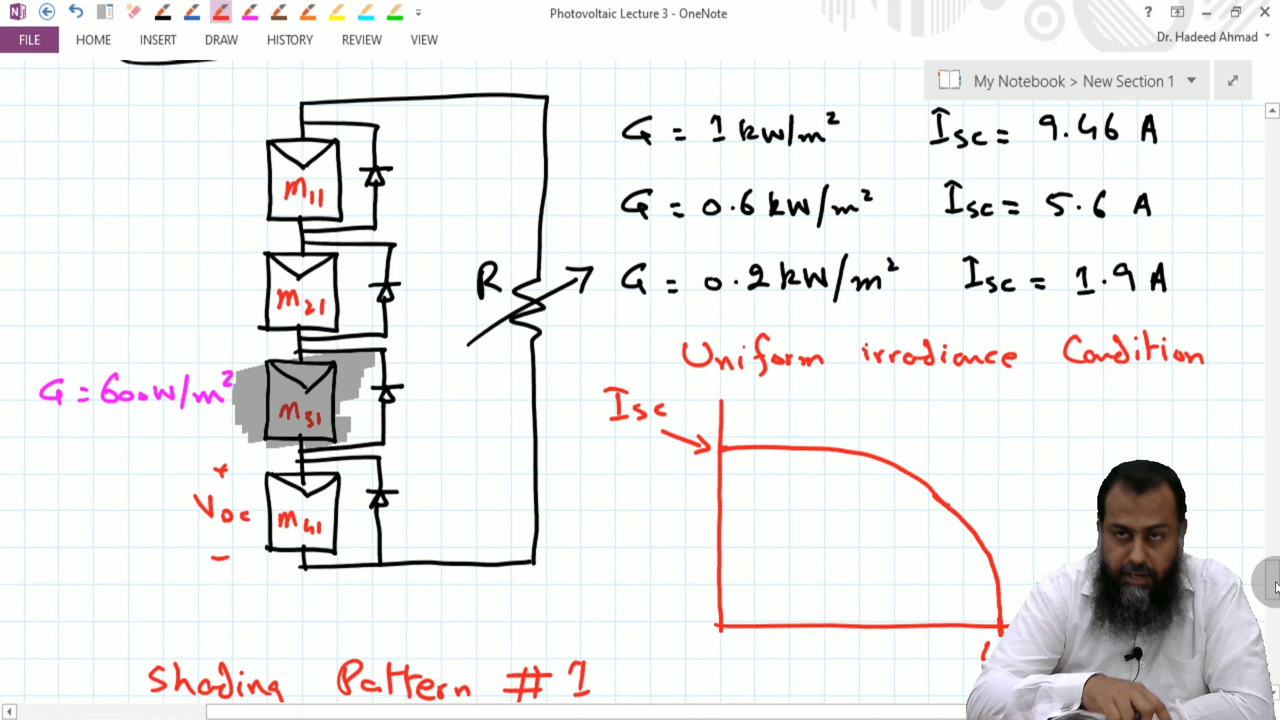 Photovoltaic Lecture 3 - OneNote
Dr. Hadeed Ahmad
FILE HOME INSERT DRAW HISTORY REVIEW VIEW
My Notebook > New Section 1
G = 1 kW/m² Isc = 9.46 A
G = 0.6 kW/m² Isc = 5.6 A
G = 0.2 kW/m² Isc = 1.9 A
Uniform irradiance Condition
Isc
m11
m21
R
G = 600W/m²
m31
+
Voc
-
m41
Shading Pattern # 1